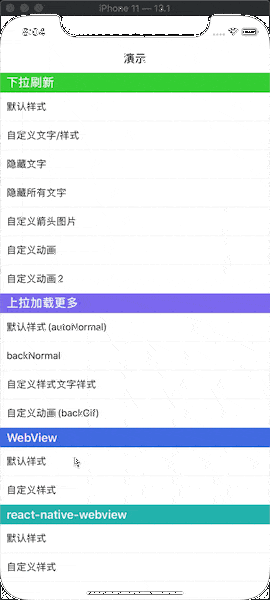 iPhone 11 — 13.1
8:04
演示
下拉刷新
默认样式
自定义文字/样式
隐藏文字
隐藏所有文字
自定义箭头图片
自定义动画
自定义动画 2
上拉加载更多
默认样式 (autoNormal)
backNormal
自定义样式文字样式
自定义动画 (backGif)
WebView
默认样式
自定义样式
react-native-webview
默认样式
自定义样式